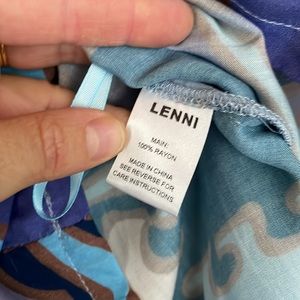 LENNI
MAIN:
100% RAYON
MADE IN CHINA
SEE REVERSE FOR
CARE INSTRUCTIONS